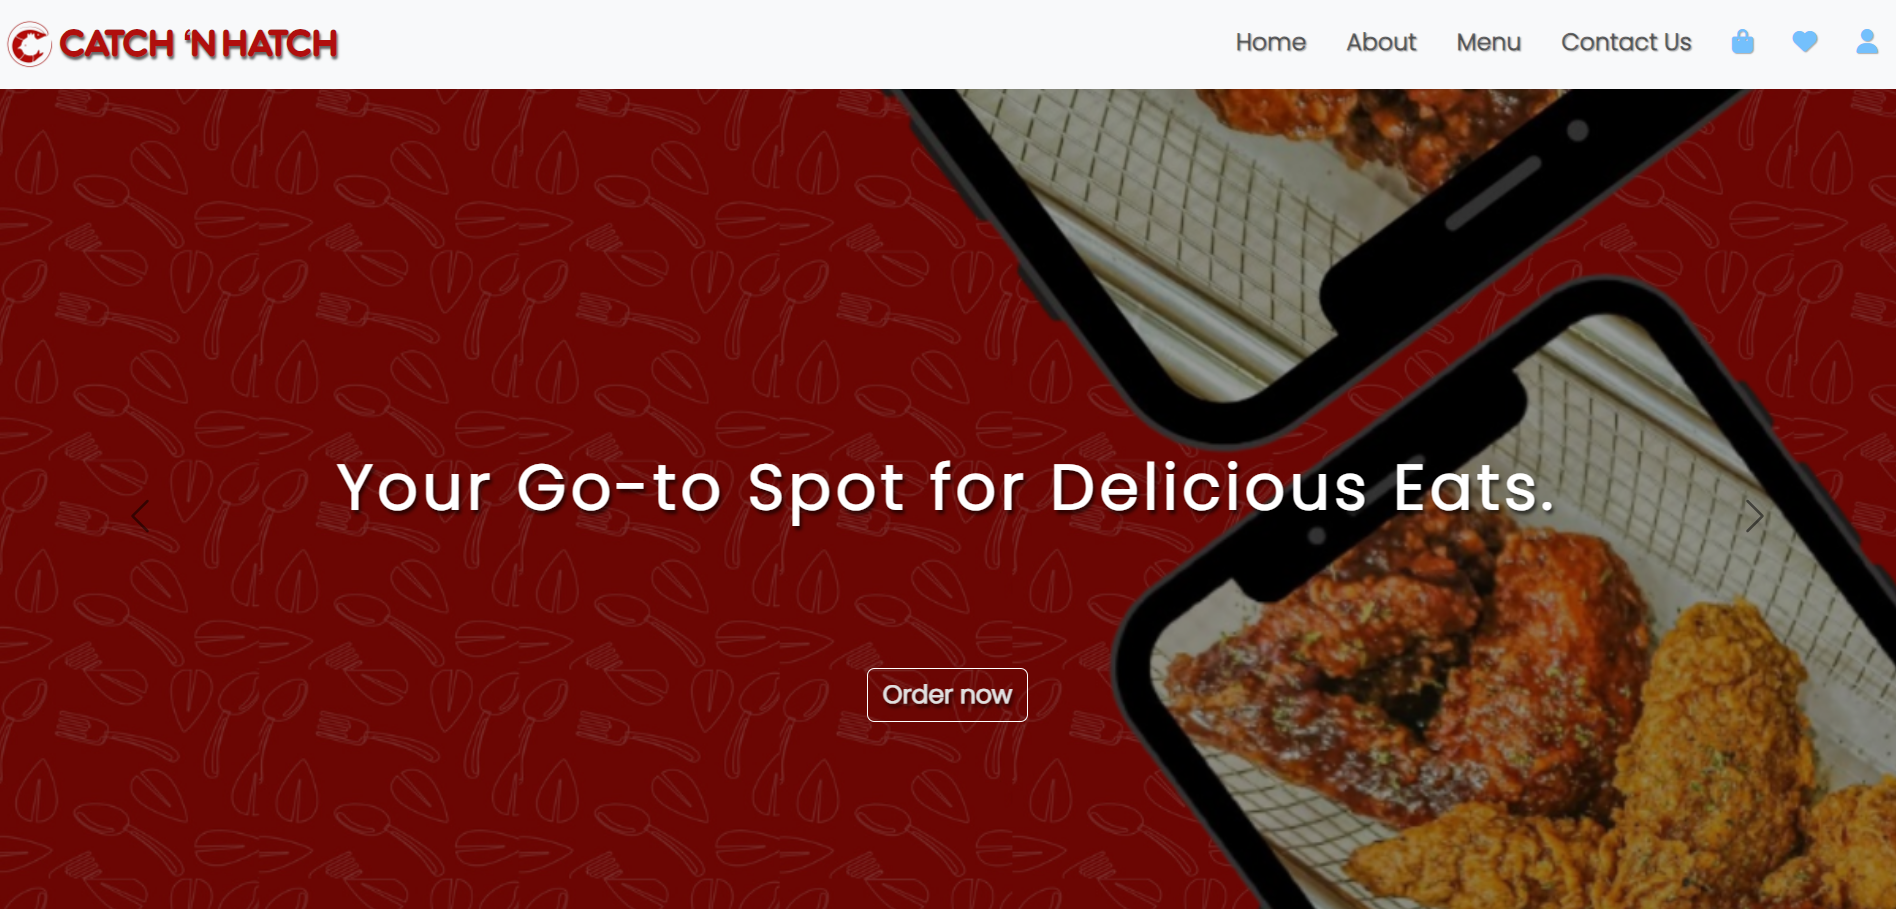 CATCH 'N HATCH
Home About Menu Contact Us
Your Go-to Spot for Delicious Eats.
Order now